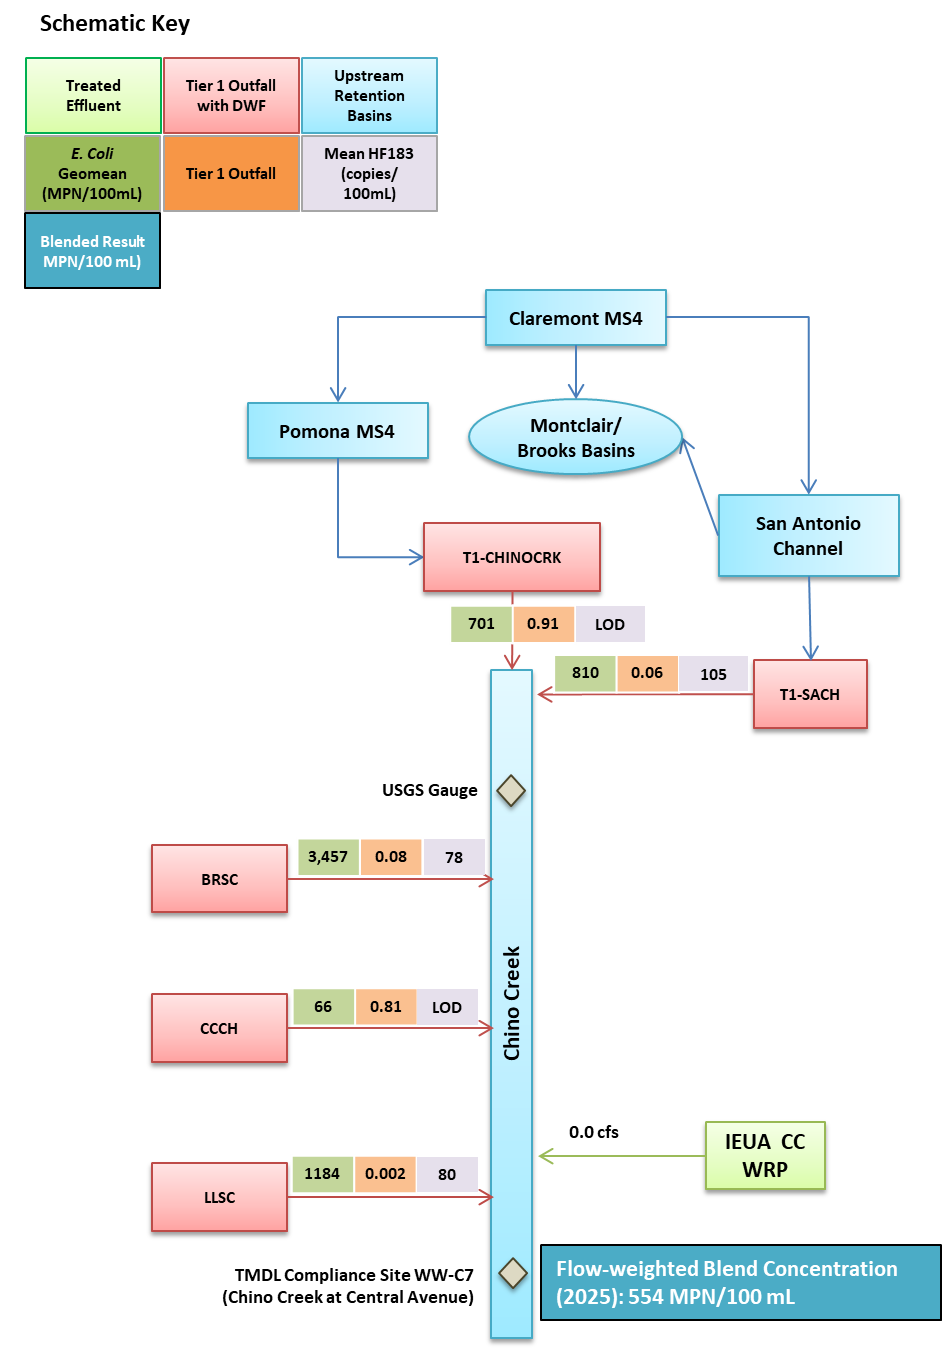 Schematic Key
Treated
Effluent
Tier 1 Outfall
with DWF
Upstream
Retention
Basins
E. Coli
Geomean
(MPN/100mL)
Tier 1 Outfall
Mean HF183
(copies/
100mL)
Blended Result
MPN/100 mL)
Claremont MS4
Pomona MS4
Montclair/
Brooks Basins
San Antonio
Channel
T1-CHINOCRK
701 0.91 LOD
810 0.06 105
T1-SACH
USGS Gauge
3,457 0.08 78
BRSC
Chino Creek
66 0.81 LOD
CCCH
0.0 cfs
IEUA CC
WRP
1184 0.002 80
LLSC
TMDL Compliance Site WW-C7
(Chino Creek at Central Avenue)
Flow-weighted Blend Concentration
(2025): 554 MPN/100 mL